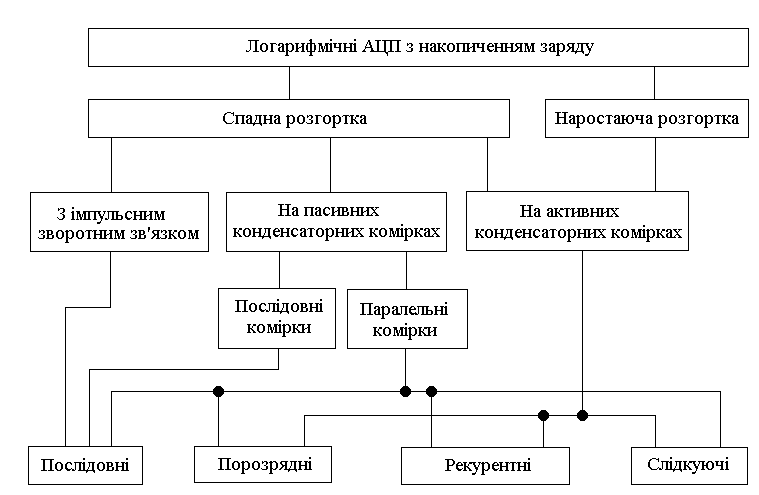 Логарифмічні АЦП з накопиченням заряду
Спадна розгортка
Наростаюча розгортка
З імпульсним
зворотним зв'язком
На пасивних
конденсаторних комірках
На активних
конденсаторних комірках
Послідовні
комірки
Паралельні
комірки
Послідовні
Порозрядні
Рекурентні
Слідкуючі